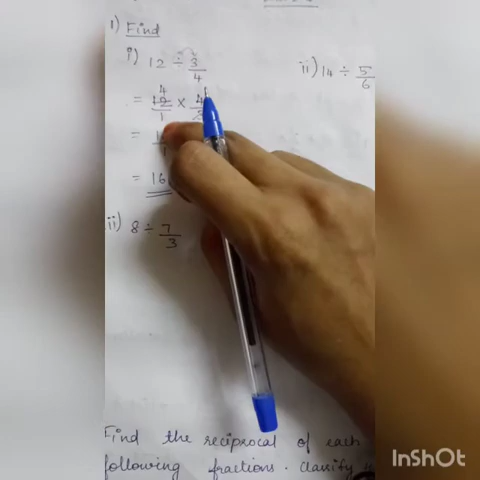 1) Find
i) 12 ÷ 3/4
ii) 14 ÷ 5/6
4
= 12/1 × 4
=
= 16
ii) 8 ÷ 7/3
Find the reciprocal of each
following fractions. Classify
InShOt